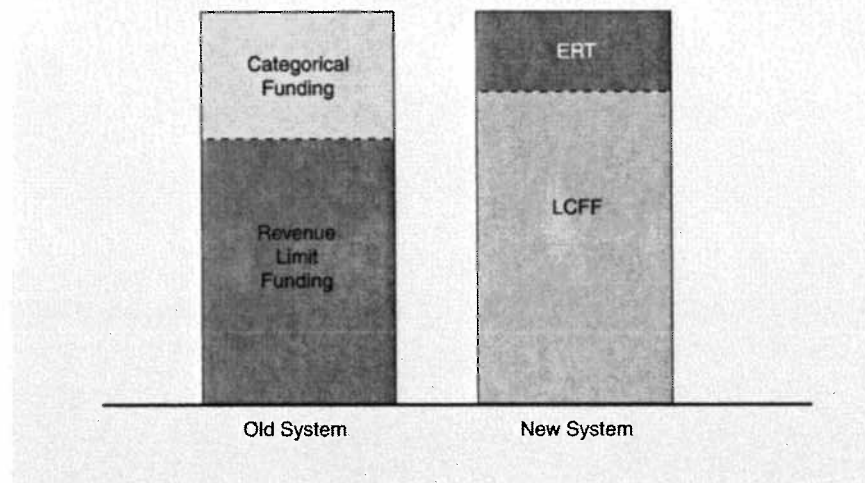 Categorical
Funding
ERT
Revenue
Limit
Funding
LCFF
Old System
New System